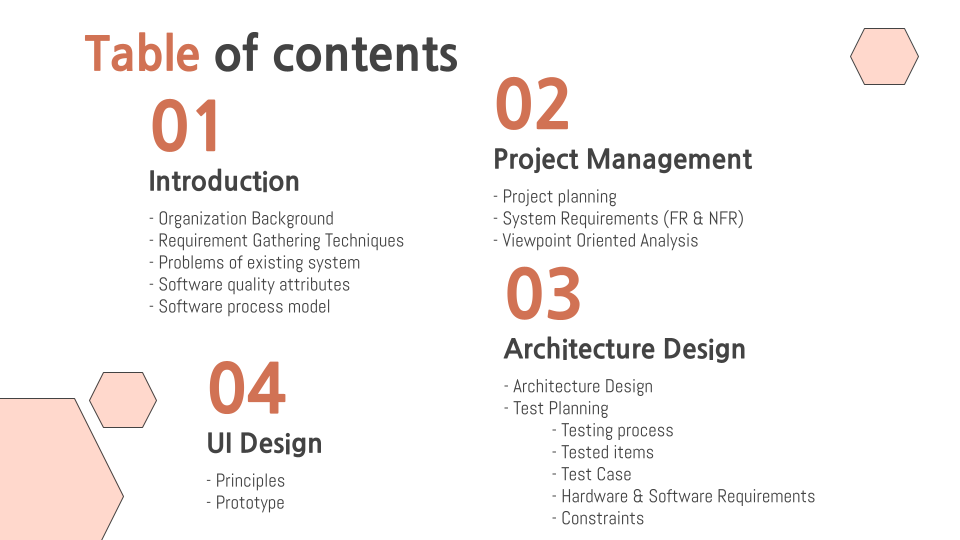 Table of contents
01
Introduction
- Organization Background
- Requirement Gathering Techniques
- Problems of existing system
- Software quality attributes
- Software process model
02
Project Management
- Project planning
- System Requirements (FR & NFR)
- Viewpoint Oriented Analysis
03
Architecture Design
- Architecture Design
- Test Planning
- Testing process
- Tested items
- Test Case
- Hardware & Software Requirements
- Constraints
04
UI Design
- Principles
- Prototype